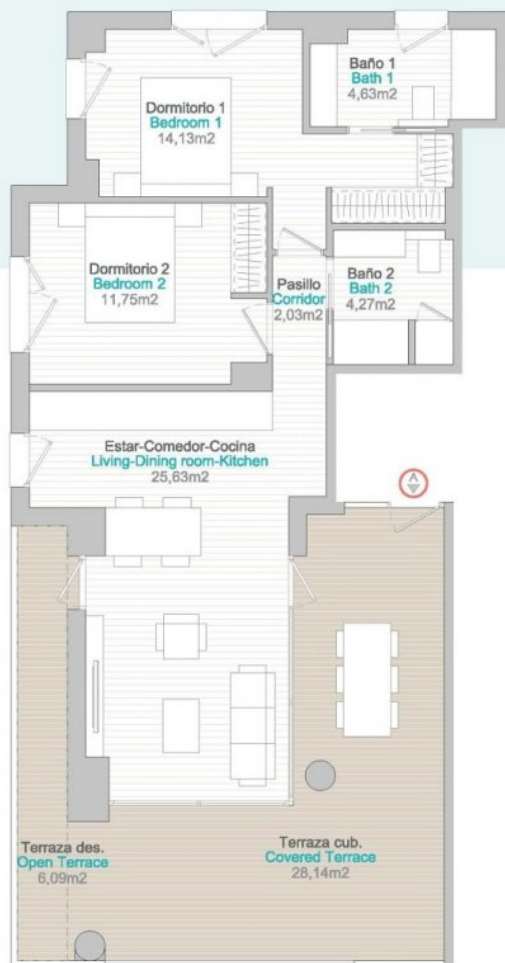 Baño 1
Bath 1
4,63m2
Dormitorio 1
Bedroom 1
14,13m2
Dormitorio 2
Bedroom 2
11,75m2
Pasillo
Corridor
2,03m2
Baño 2
Bath 2
4,27m2
Estar-Comedor-Cocina
Living-Dining room-Kitchen
25,63m2
A
Terraza des.
Open Terrace
6,09m2
Terraza cub.
Covered Terrace
28,14m2